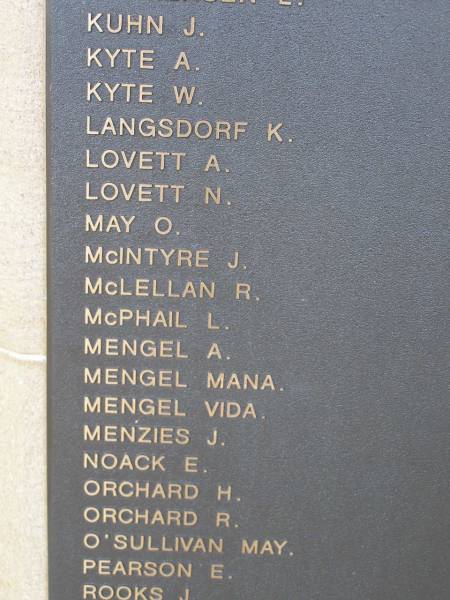 KUHN J.
KYTE A.
KYTE W.
LANGSDORF K.
LOVETT A.
LOVETT N.
MAY O.
McINTYRE J.
McLELLAN R.
McPHAIL L.
MENGEL A.
MENGEL MANA.
MENGEL VIDA.
MENZIES J.
NOACK E.
ORCHARD H.
ORCHARD R.
O'SULLIVAN MAY.
PEARSON E.
ROOKS J.